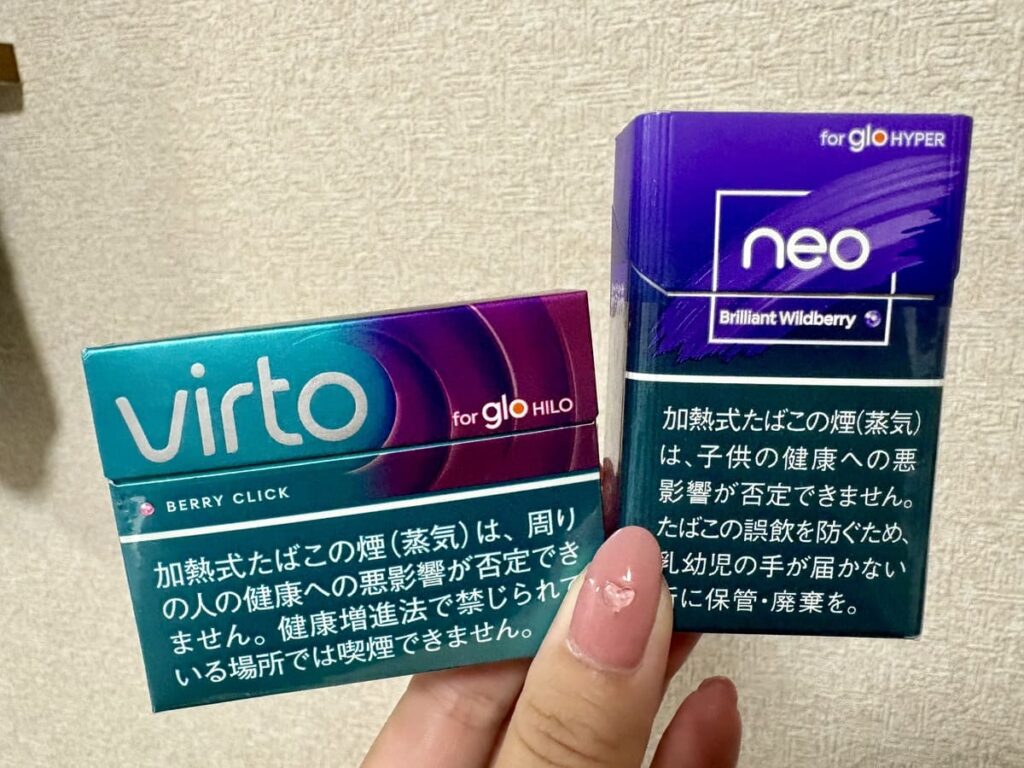 virto
for glo HILO
BERRY CLICK
加熱式たばこの煙(蒸気)は、周り
の人の健康への悪影響が否定でき
ません。健康増進法で禁じられて
いる場所では喫煙できません。
for glo HYPER
neo
Brilliant Wildberry
加熱式たばこの煙(蒸気)
は、子供の健康への悪
影響が否定できません。
たばこの誤飲を防ぐため、
乳幼児の手が届かない
に保管・廃棄を。